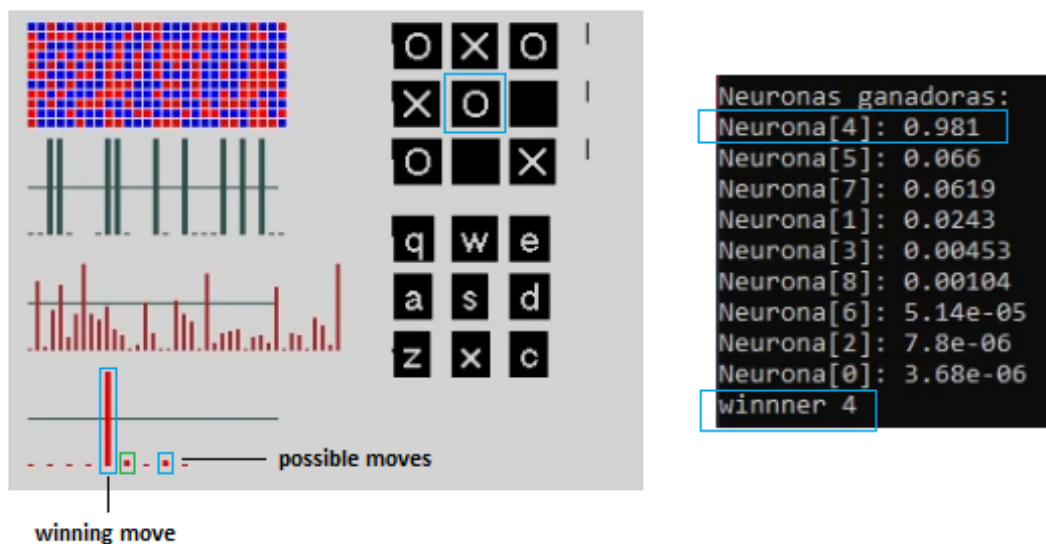 O X O
X O
O X
q w e
a s d
z x c
possible moves
winning move
Neuronas ganadoras:
Neurona[4]: 0.981
Neurona[5]: 0.066
Neurona[7]: 0.0619
Neurona[1]: 0.0243
Neurona[3]: 0.00453
Neurona[8]: 0.00104
Neurona[6]: 5.14e-05
Neurona[2]: 7.8e-06
Neurona[0]: 3.68e-06
winnner 4